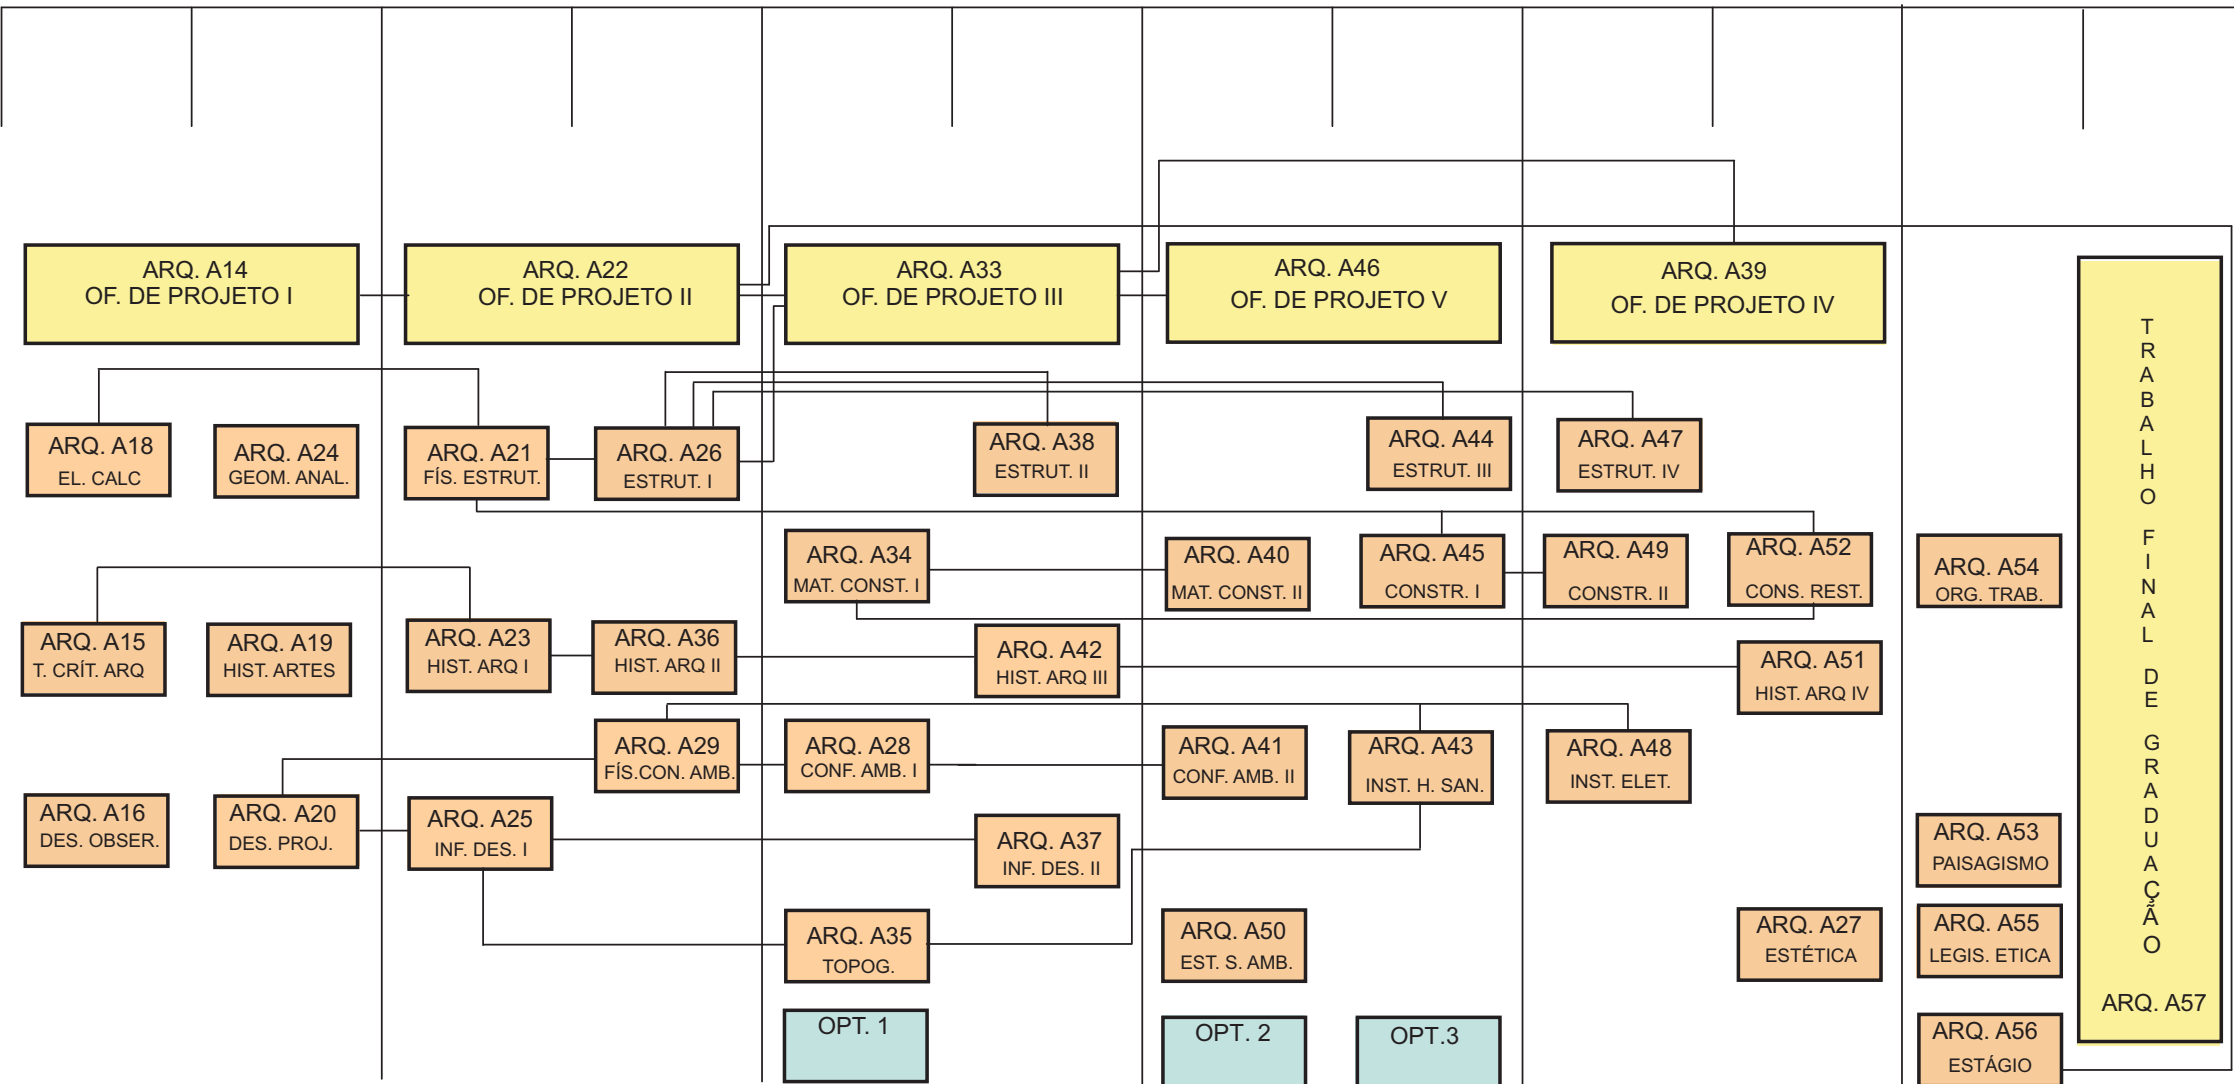 ARQ. A14
OF. DE PROJETO I
ARQ. A22
OF. DE PROJETO II
ARQ. A33
OF. DE PROJETO III
ARQ. A46
OF. DE PROJETO V
ARQ. A39
OF. DE PROJETO IV
ARQ. A18
EL. CALC
ARQ. A24
GEOM. ANAL.
ARQ. A21
FÍS. ESTRUT.
ARQ. A26
ESTRUT. I
ARQ. A38
ESTRUT. II
ARQ. A44
ESTRUT. III
ARQ. A47
ESTRUT. IV
ARQ. A34
MAT. CONST. I
ARQ. A40
MAT. CONST. II
ARQ. A45
CONSTR. I
ARQ. A49
CONSTR. II
ARQ. A52
CONS. REST.
ARQ. A54
ORG. TRAB.
ARQ. A15
T. CRÍT. ARQ
ARQ. A19
HIST. ARTES
ARQ. A23
HIST. ARQ I
ARQ. A36
HIST. ARQ II
ARQ. A42
HIST. ARQ III
ARQ. A51
HIST. ARQ IV
ARQ. A29
FÍS.CON. AMB.
ARQ. A28
CONF. AMB. I
ARQ. A41
CONF. AMB. II
ARQ. A43
INST. H. SAN.
ARQ. A48
INST. ELET.
ARQ. A16
DES. OBSER.
ARQ. A20
DES. PROJ.
ARQ. A25
INF. DES. I
ARQ. A37
INF. DES. II
ARQ. A53
PAISAGISMO
ARQ. A35
TOPOG.
ARQ. A50
EST. S. AMB.
ARQ. A27
ESTÉTICA
ARQ. A55
LEGIS. ETICA
OPT. 1
OPT. 2
OPT.3
ARQ. A56
ESTÁGIO
TRABALHO FINAL DE GRADUAÇÃO
ARQ. A57